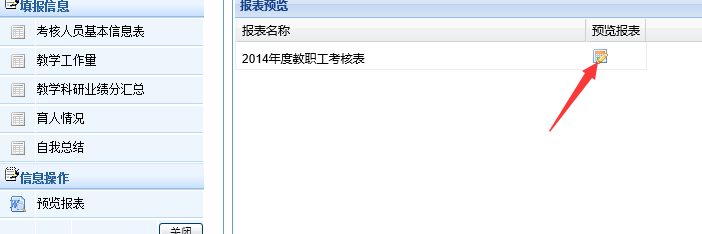 填报信息
考核人员基本信息表
教学工作量
教学科研业绩分汇总
育人情况
自我总结
信息操作
预览报表
关闭
报表预览
报表名称 预览报表
2014年度教职工考核表